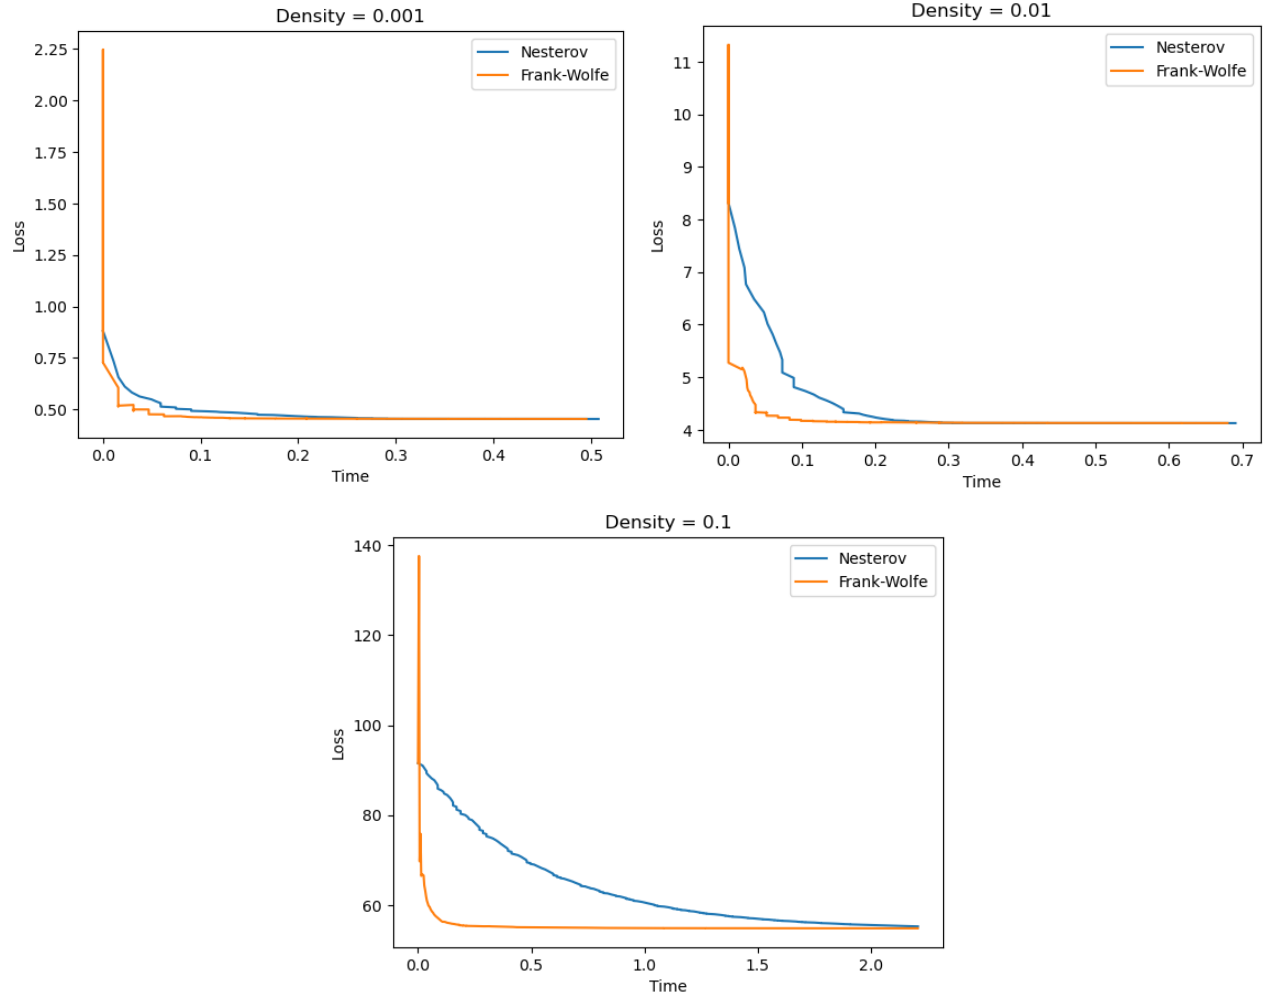 Density = 0.001
Nesterov
Frank-Wolfe
2.25
2.00
1.75
1.50
1.25
1.00
0.75
0.50
Loss
0.0 0.1 0.2 0.3 0.4 0.5
Time
Density = 0.01
Nesterov
Frank-Wolfe
11
10
9
8
7
6
5
4
Loss
0.0 0.1 0.2 0.3 0.4 0.5 0.6 0.7
Time
Density = 0.1
Nesterov
Frank-Wolfe
140
120
100
80
60
Loss
0.0 0.5 1.0 1.5 2.0
Time